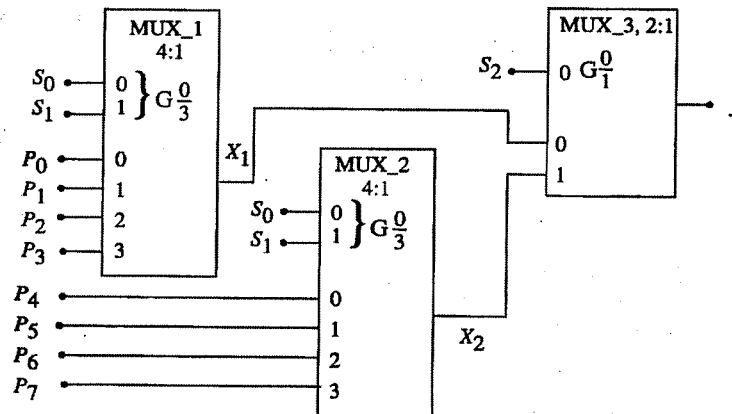 MUX_1
4:1
S0
0
S1
1
} G 0/3
P0
0
P1
1
P2
2
P3
3
X1
MUX_2
4:1
S0
0
S1
1
} G 0/3
P4
0
P5
1
P6
2
P7
3
X2
MUX_3, 2:1
S2
0 G 0/1
0
1